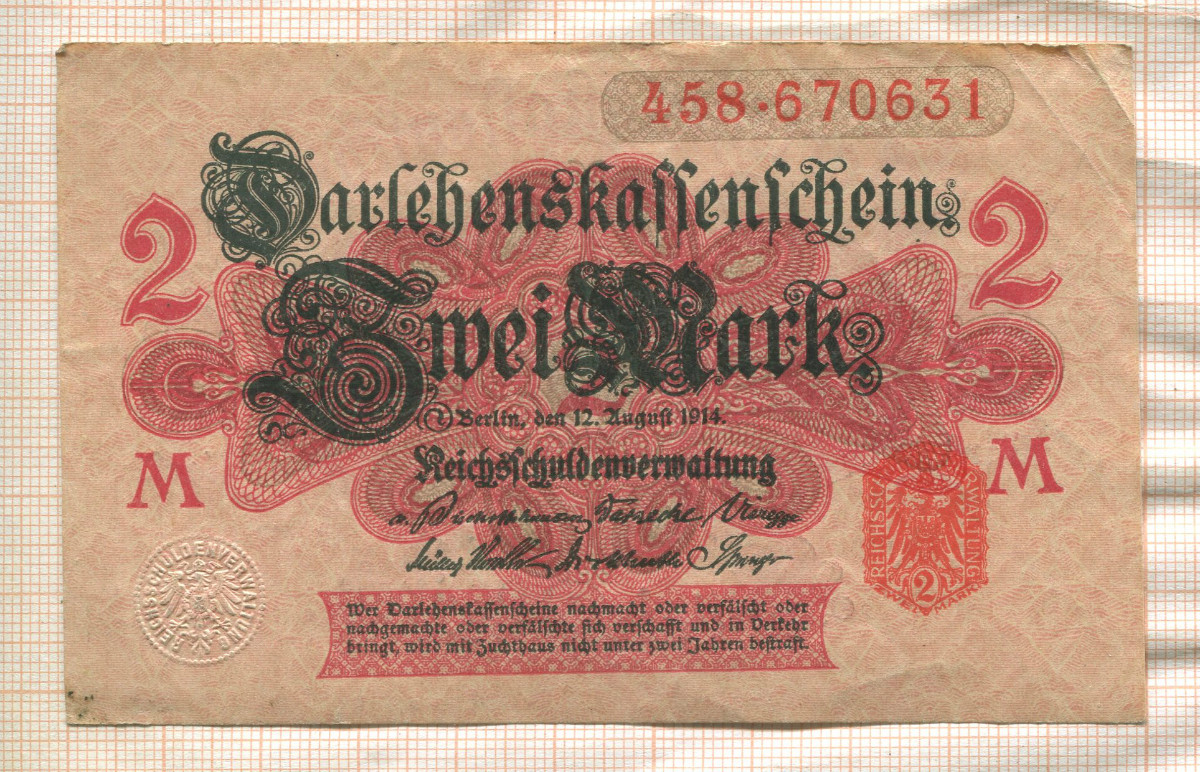 458·670631
Darlehenskassenschein.
2 2
Zwei Mark.
Berlin, den 12. August 1914.
Reichsschuldenverwaltung
M M
REICHSSCHULDENVERWALTUNG
2
ZWEI MARK
Wer Darlehenskassenscheine nachmacht oder verfälscht oder
nachgemachte oder verfälschte sich verschafft und in Verkehr
bringt, wird mit Zuchthaus nicht unter zwei Jahren bestraft.